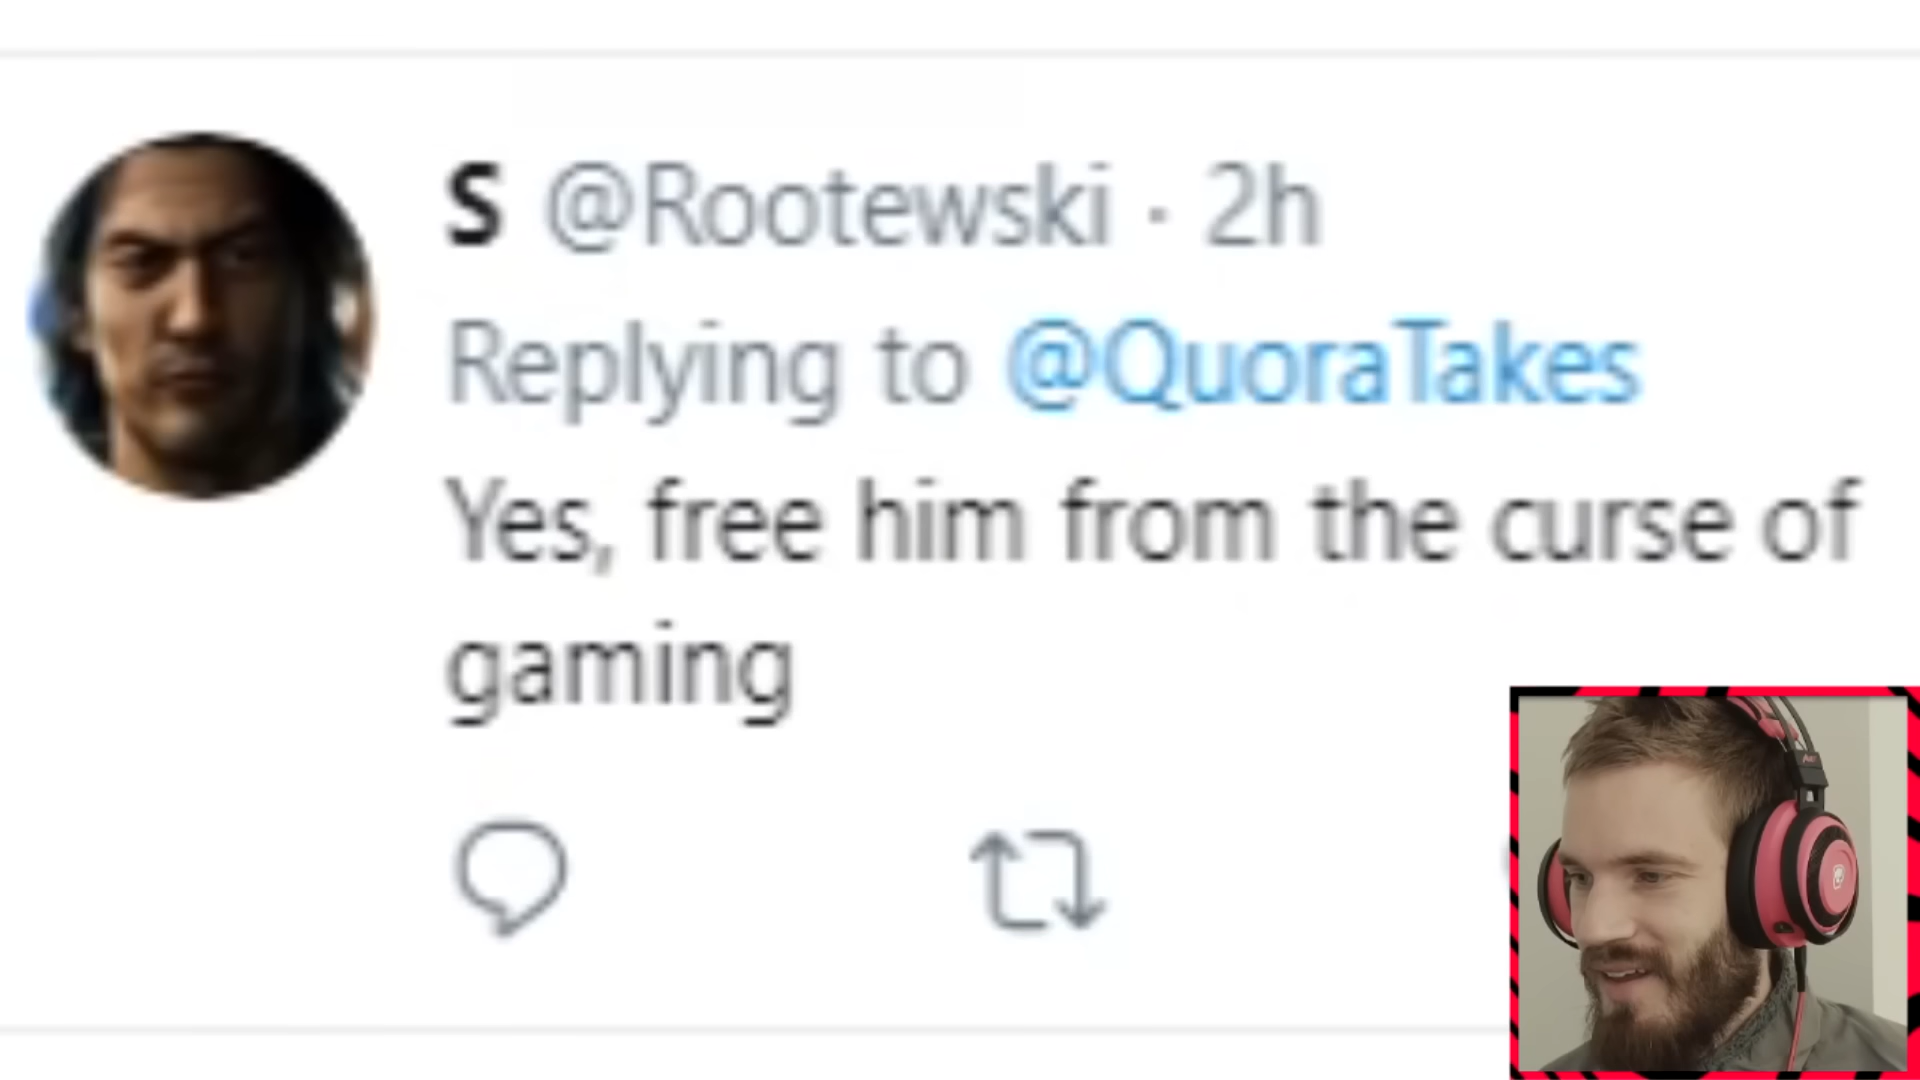 S @Rootewski · 2h
Replying to @QuoraTakes
Yes, free him from the curse of
gaming